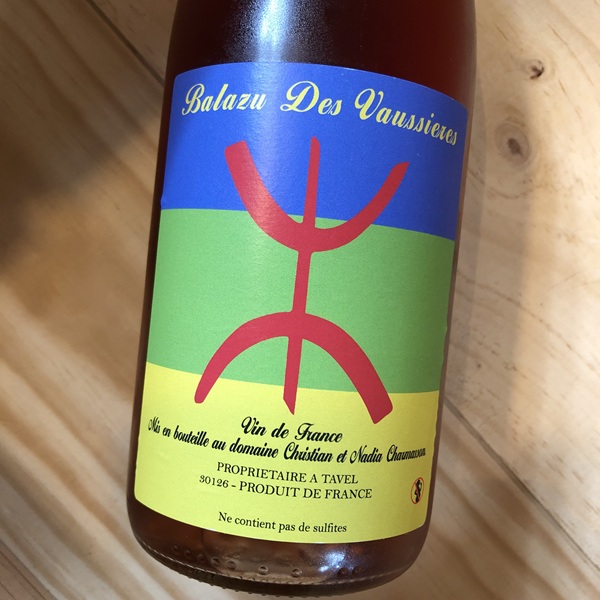 Balazu Des Vaussieres
Vin de France
Mis en bouteille au domaine Christian et Nadia Charmasson
PROPRIETAIRE A TAVEL
30126 - PRODUIT DE FRANCE
Ne contient pas de sulfites